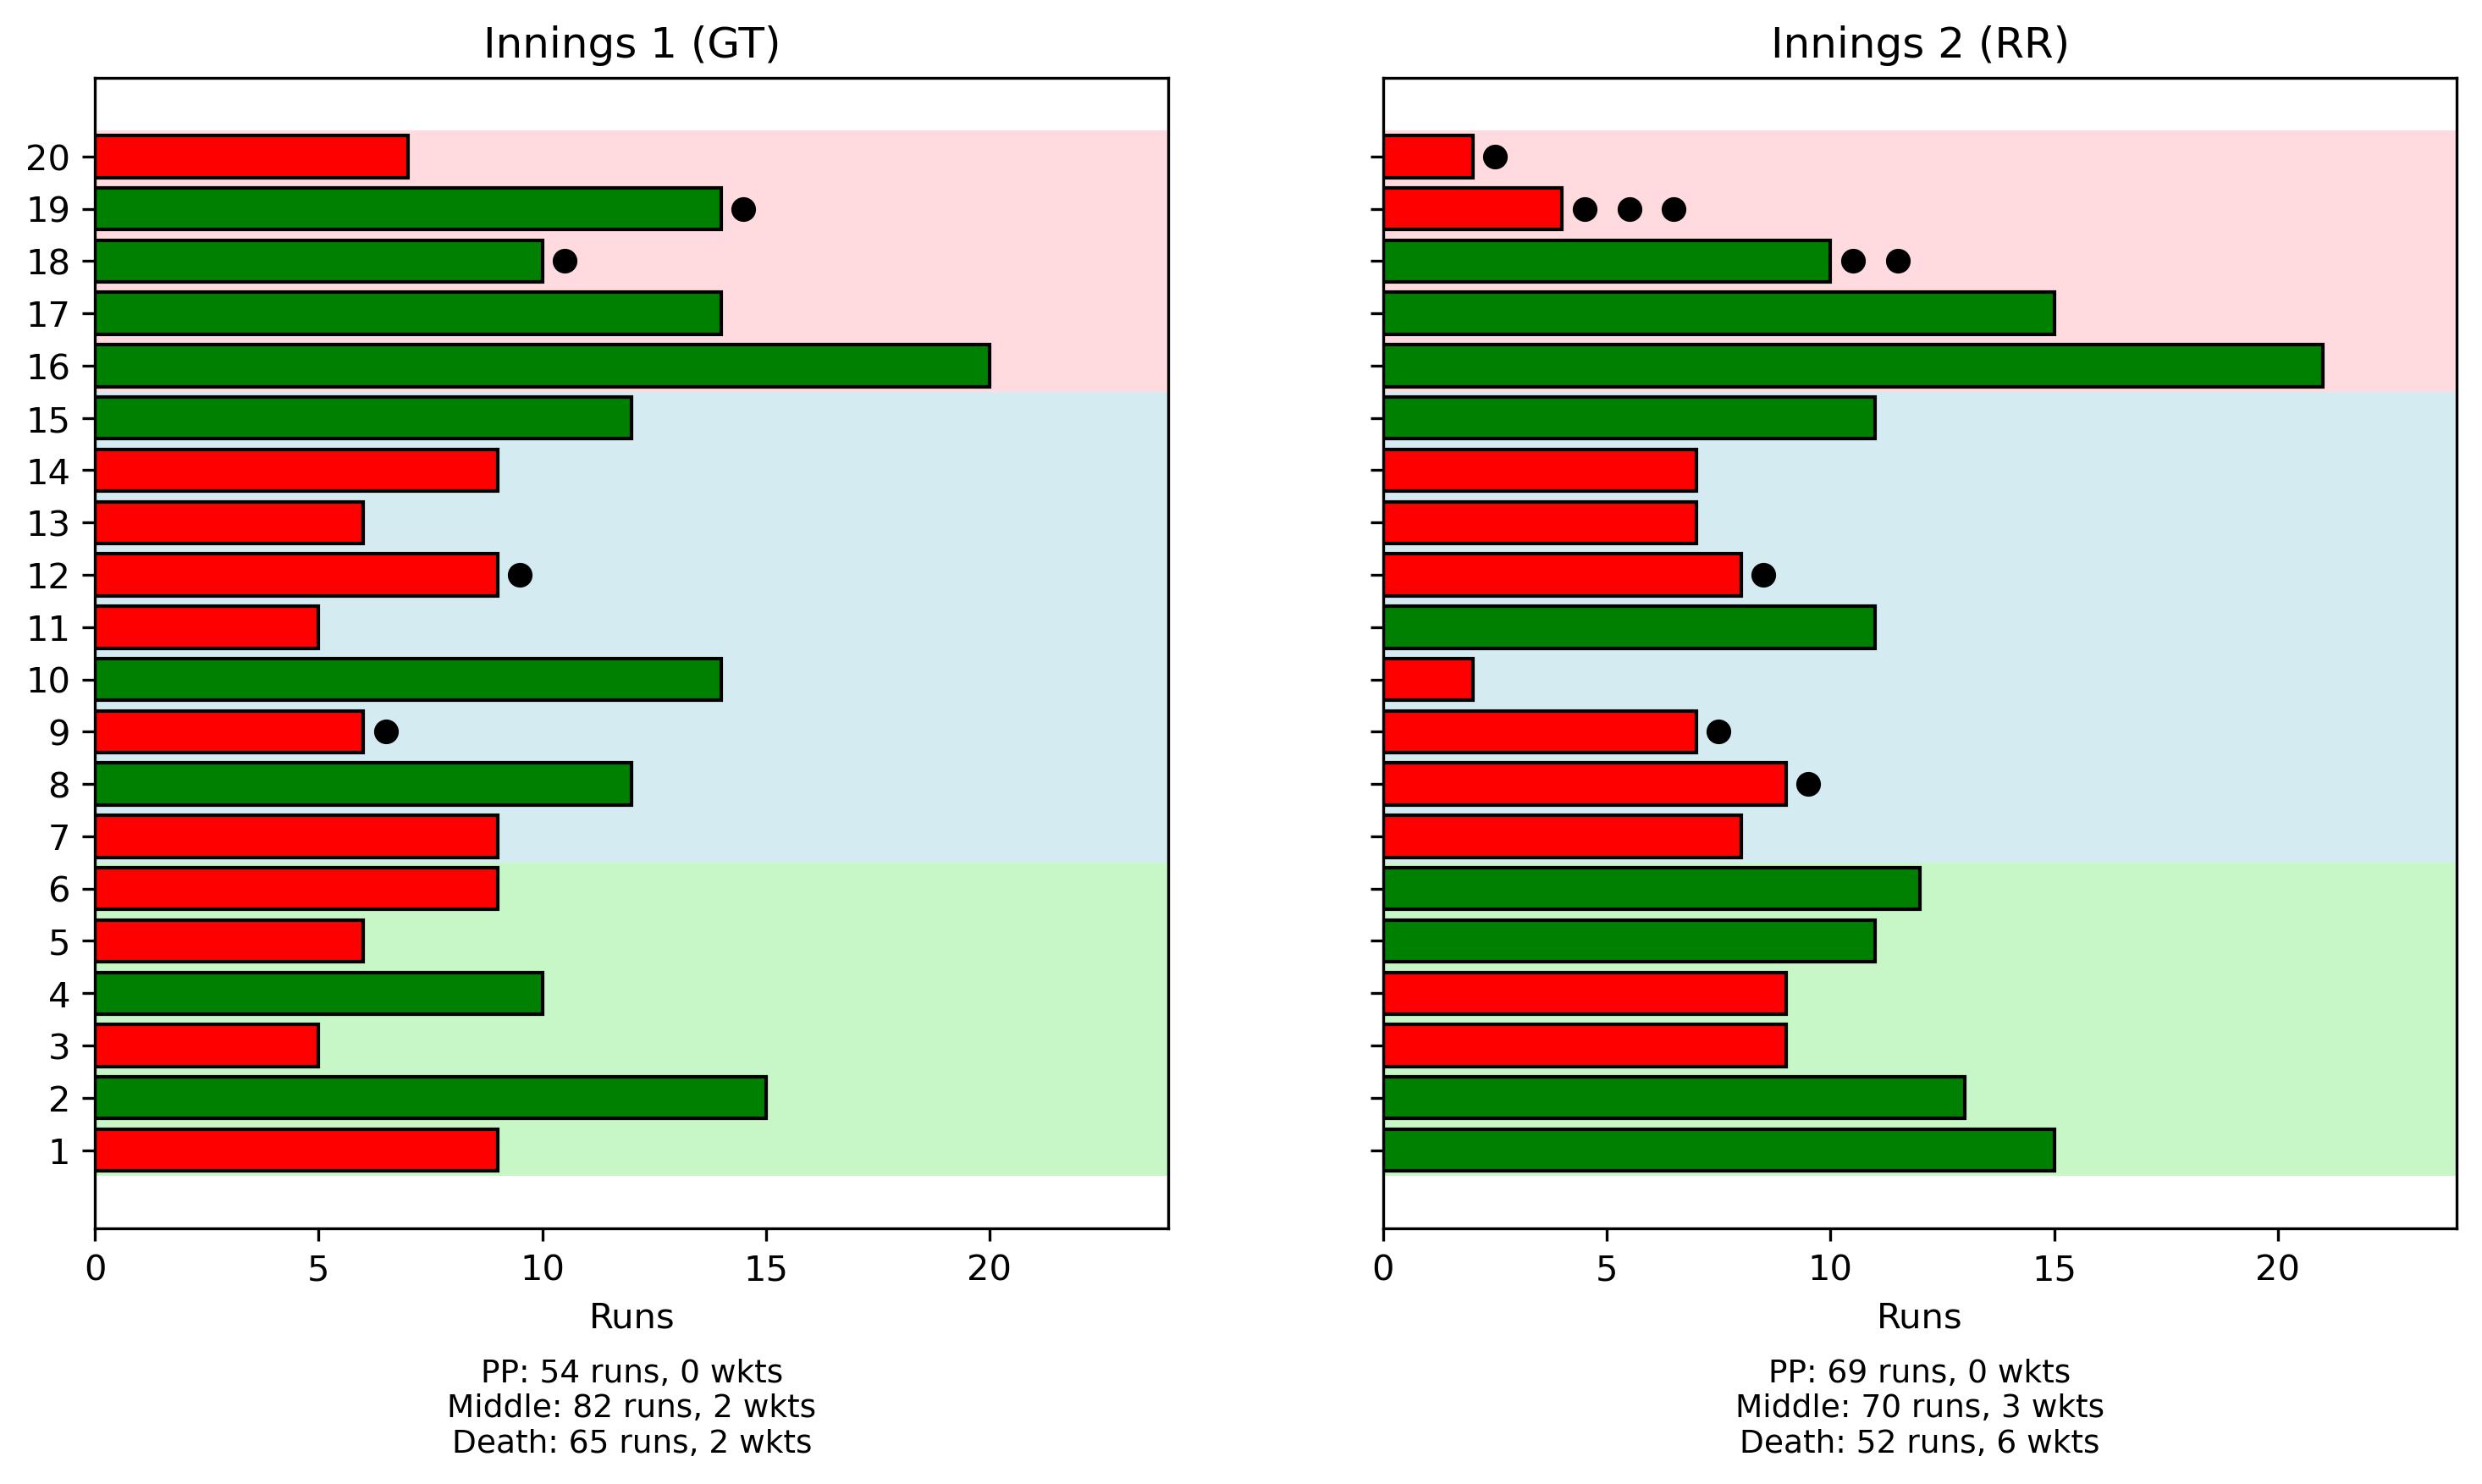 Innings 1 (GT)
20
19
18
17
16
15
14
13
12
11
10
9
8
7
6
5
4
3
2
1
0 5 10 15 20
Runs
PP: 54 runs, 0 wkts
Middle: 82 runs, 2 wkts
Death: 65 runs, 2 wkts
Innings 2 (RR)
0 5 10 15 20
Runs
PP: 69 runs, 0 wkts
Middle: 70 runs, 3 wkts
Death: 52 runs, 6 wkts